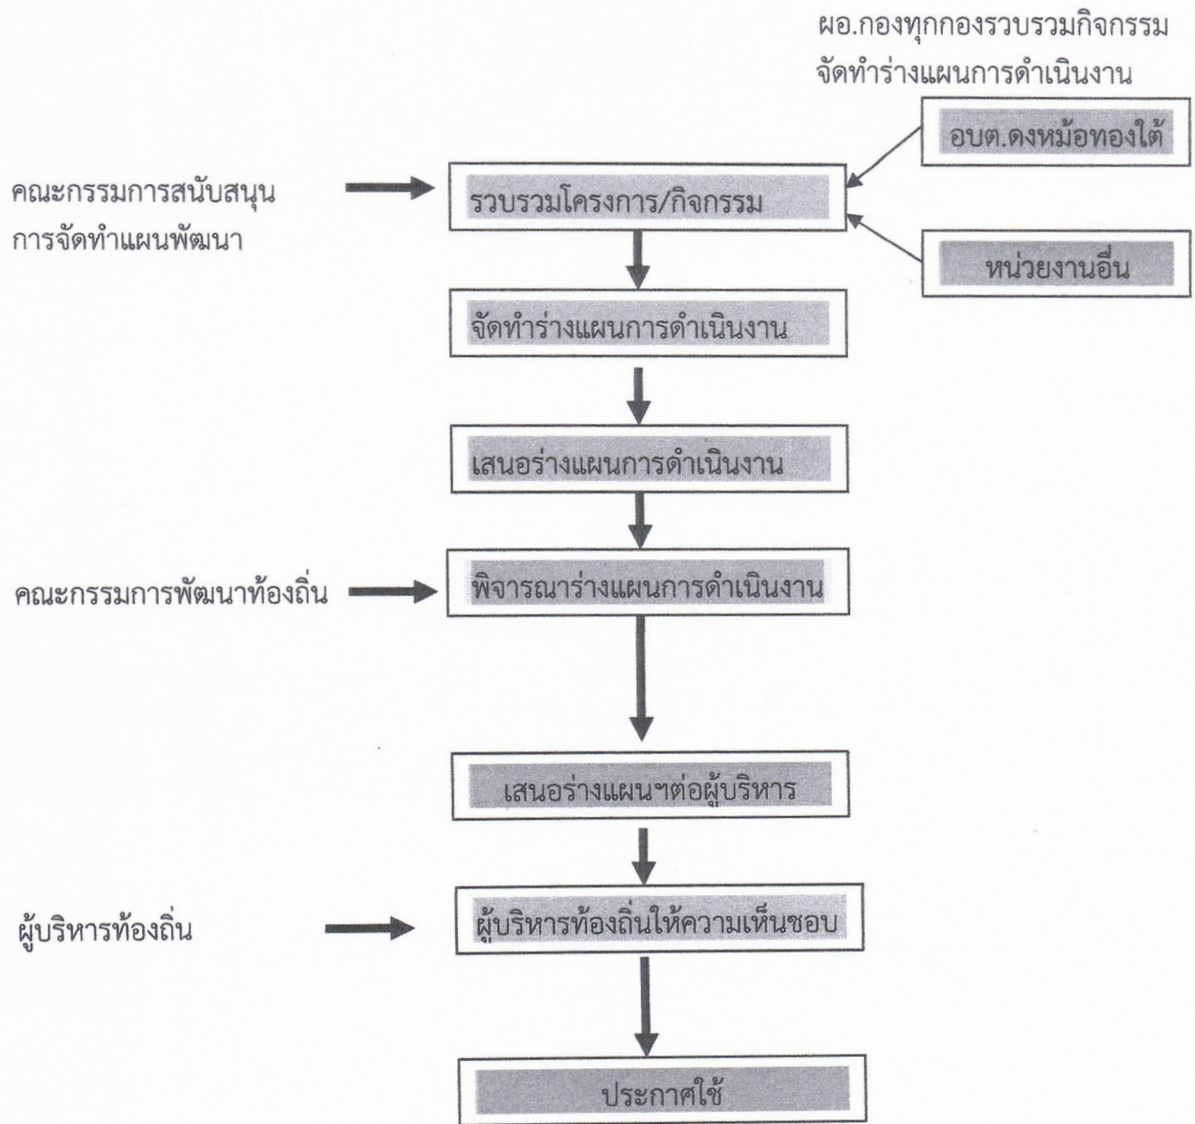 ผอ.กองทุกกองรวบรวมกิจกรรม
จัดทำร่างแผนการดำเนินงาน
อบต.ดงหม้อทองใต้
คณะกรรมการสนับสนุน
การจัดทำแผนพัฒนา
รวบรวมโครงการ/กิจกรรม
หน่วยงานอื่น
จัดทำร่างแผนการดำเนินงาน
เสนอร่างแผนการดำเนินงาน
คณะกรรมการพัฒนาท้องถิ่น
พิจารณาร่างแผนการดำเนินงาน
เสนอร่างแผนฯต่อผู้บริหาร
ผู้บริหารท้องถิ่น
ผู้บริหารท้องถิ่นให้ความเห็นชอบ
ประกาศใช้